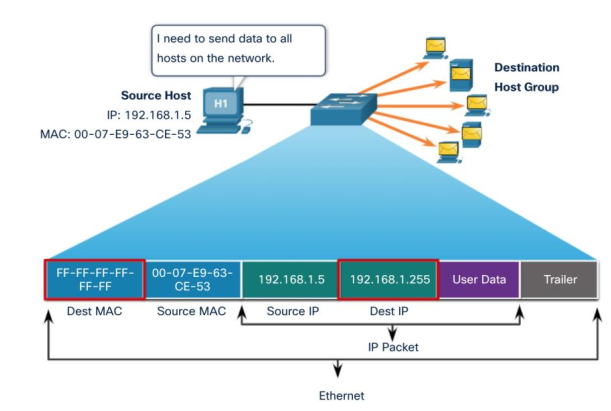 I need to send data to all
hosts on the network.
Destination
Host Group
Source Host
H1
IP: 192.168.1.5
MAC: 00-07-E9-63-CE-53
FF-FF-FF-FF-
FF-FF
00-07-E9-63-
CE-53
192.168.1.5
192.168.1.255
User Data
Trailer
Dest MAC
Source MAC
Source IP
Dest IP
IP Packet
Ethernet